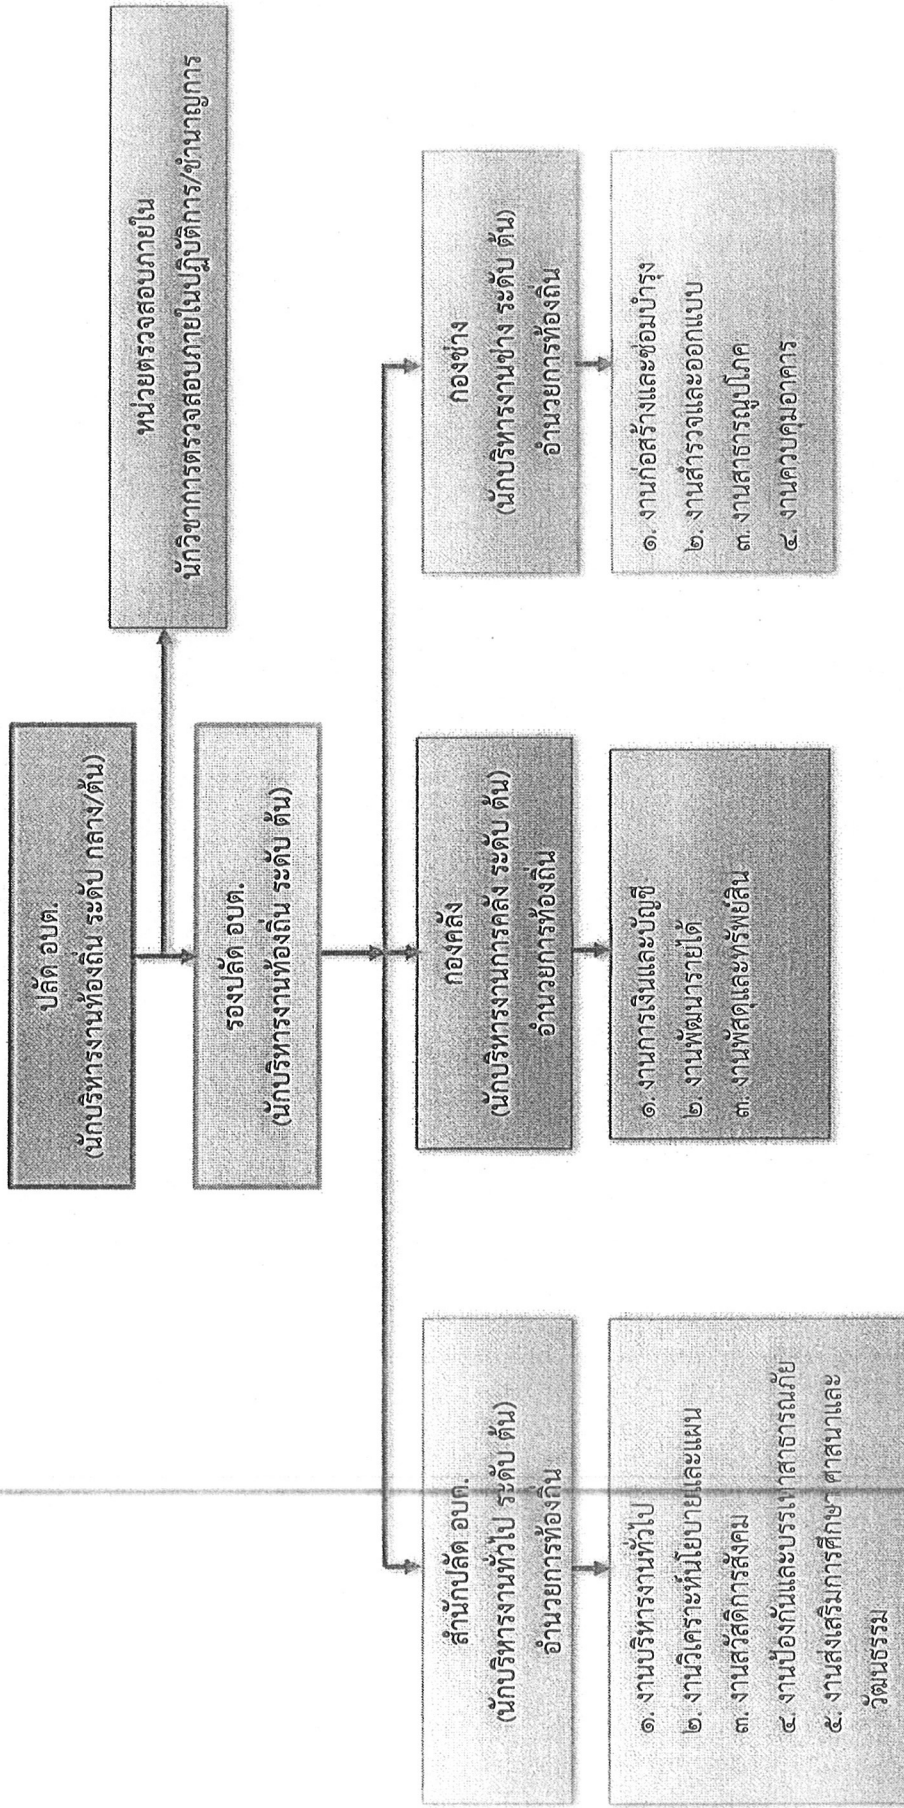 ปลัด อบต.
(นักบริหารงานท้องถิ่น ระดับ กลาง/ต้น)
หน่วยตรวจสอบภายใน
นักวิชาการตรวจสอบภายในปฏิบัติการ/ชำนาญการ
รองปลัด อบต.
(นักบริหารงานท้องถิ่น ระดับ ต้น)
สำนักปลัด อบต.
(นักบริหารงานทั่วไป ระดับ ต้น)
อำนวยการท้องถิ่น
๑. งานบริหารงานทั่วไป
๒. งานวิเคราะห์นโยบายและแผน
๓. งานสวัสดิการสังคม
๔. งานป้องกันและบรรเทาสาธารณภัย
๕. งานส่งเสริมการศึกษา ศาสนาและ
วัฒนธรรม
กองคลัง
(นักบริหารงานการคลัง ระดับ ต้น)
อำนวยการท้องถิ่น
๑. งานการเงินและบัญชี
๒. งานพัฒนารายได้
๓. งานพัสดุและทรัพย์สิน
กองช่าง
(นักบริหารงานช่าง ระดับ ต้น)
อำนวยการท้องถิ่น
๑. งานก่อสร้างและซ่อมบำรุง
๒. งานสำรวจและออกแบบ
๓. งานสาธารณูปโภค
๔. งานควบคุมอาคาร